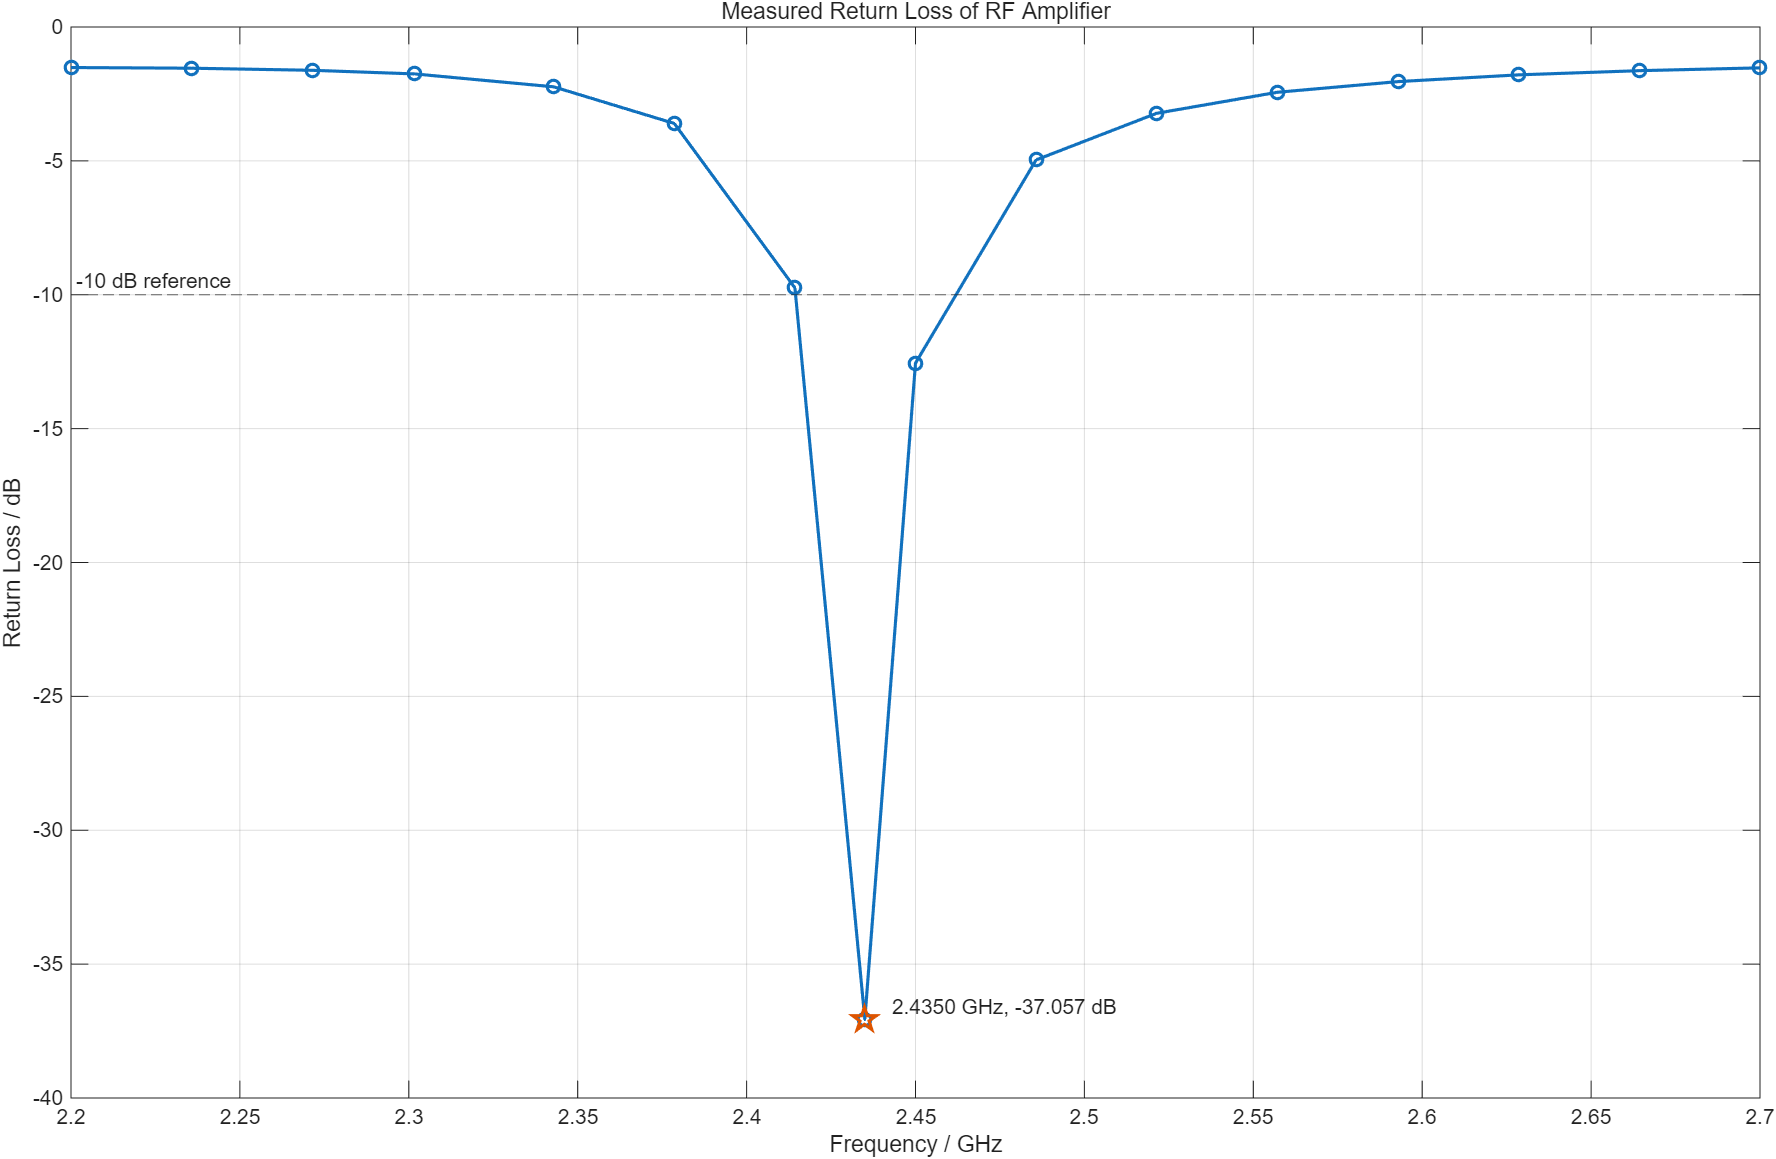 Measured Return Loss of RF Amplifier
0
-5
-10 dB reference
-10
-15
-20
-25
-30
-35
-40
Return Loss / dB
2.4350 GHz, -37.057 dB
2.2 2.25 2.3 2.35 2.4 2.45 2.5 2.55 2.6 2.65 2.7
Frequency / GHz